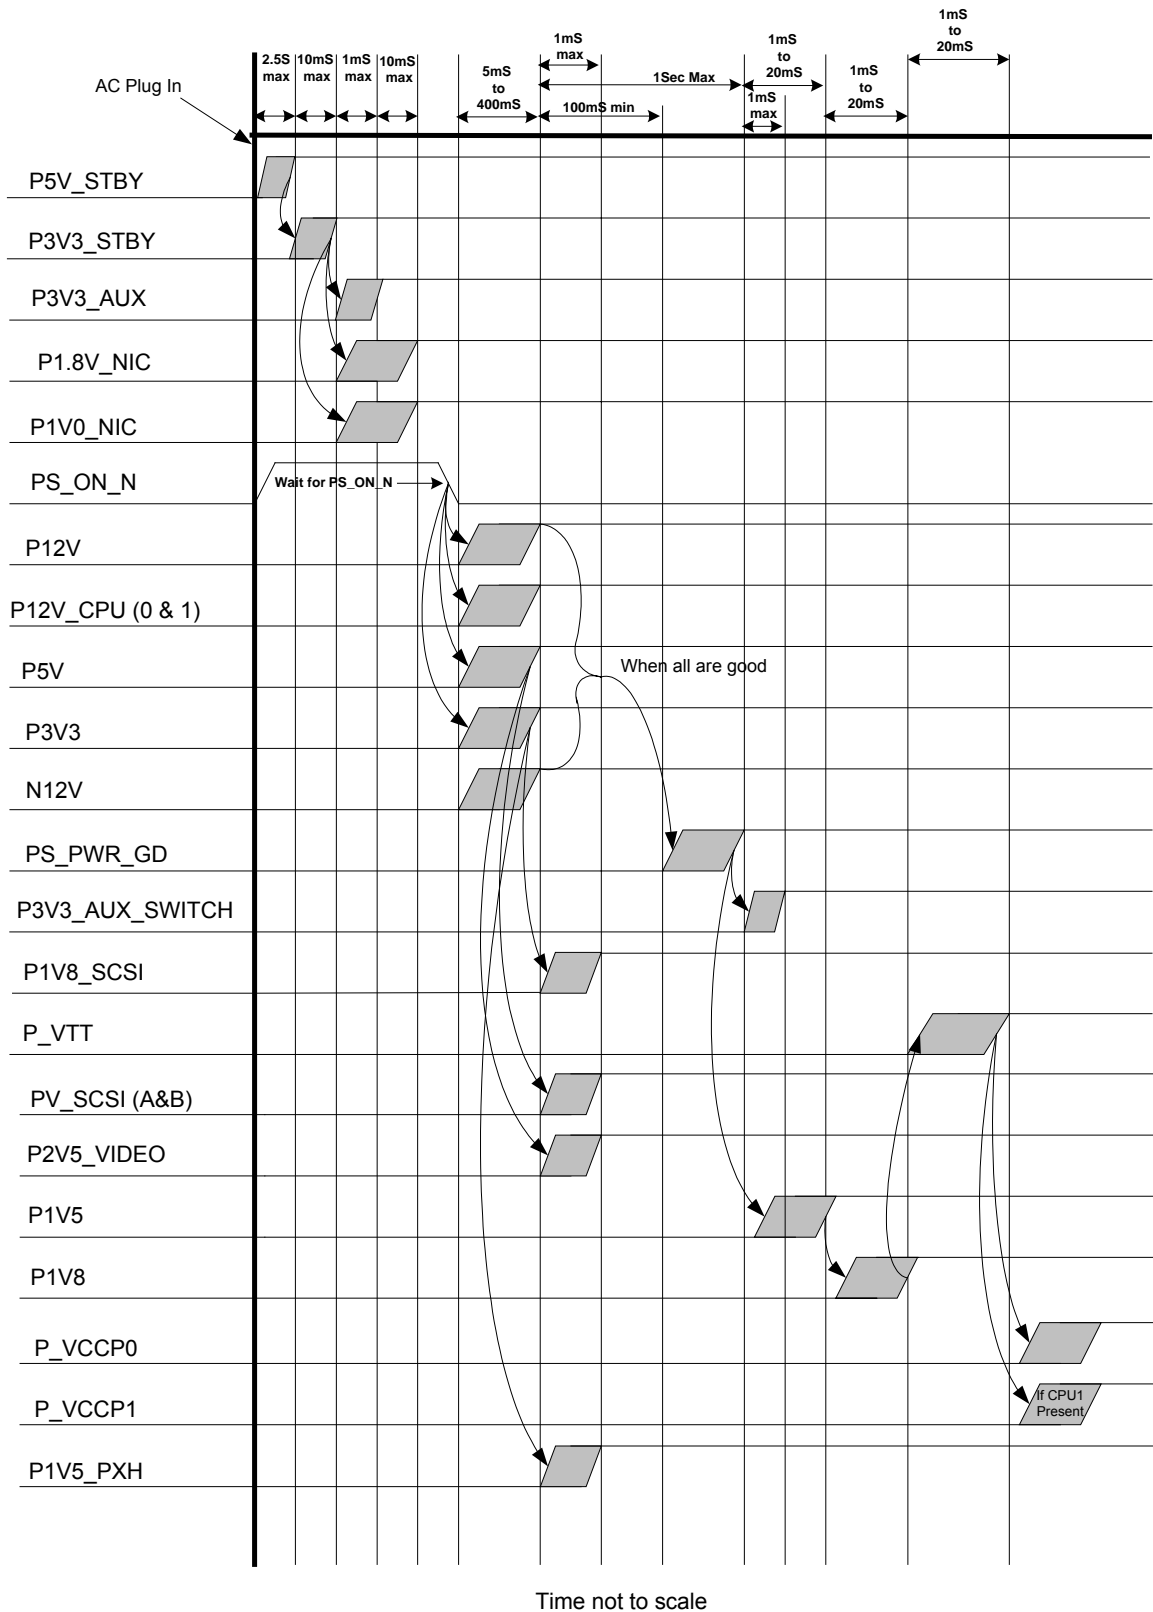 1mS
to
20mS
1mS
max
1mS
to
20mS
2.5S
max
10mS
max
1mS
max
10mS
max
5mS
to
400mS
1Sec Max
1mS
to
20mS
AC Plug In
100mS min
1mS
max
P5V_STBY
P3V3_STBY
P3V3_AUX
P1.8V_NIC
P1V0_NIC
PS_ON_N
Wait for PS_ON_N
P12V
P12V_CPU (0 & 1)
P5V
When all are good
P3V3
N12V
PS_PWR_GD
P3V3_AUX_SWITCH
P1V8_SCSI
P_VTT
PV_SCSI (A&B)
P2V5_VIDEO
P1V5
P1V8
P_VCCP0
P_VCCP1
If CPU1
Present
P1V5_PXH
Time not to scale